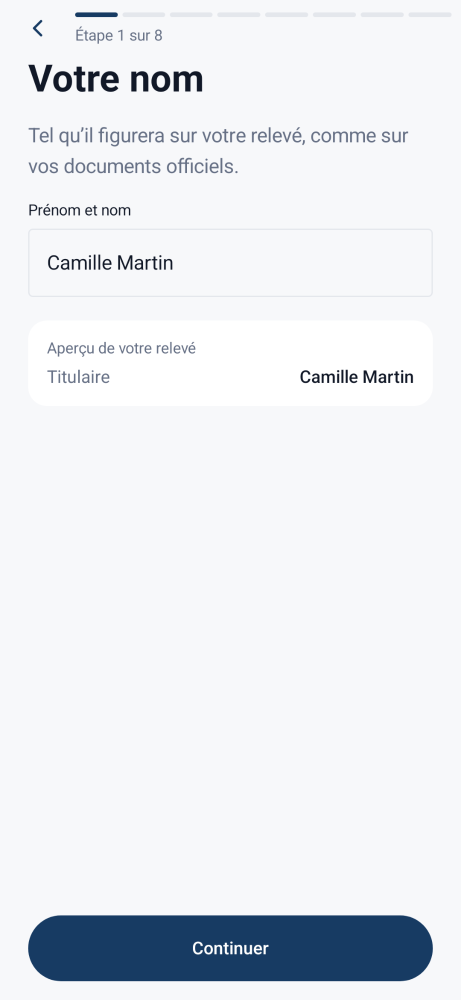 Étape 1 sur 8
Votre nom
Tel qu’il figurera sur votre relevé, comme sur
vos documents officiels.
Prénom et nom
Camille Martin
Aperçu de votre relevé
Titulaire Camille Martin
Continuer